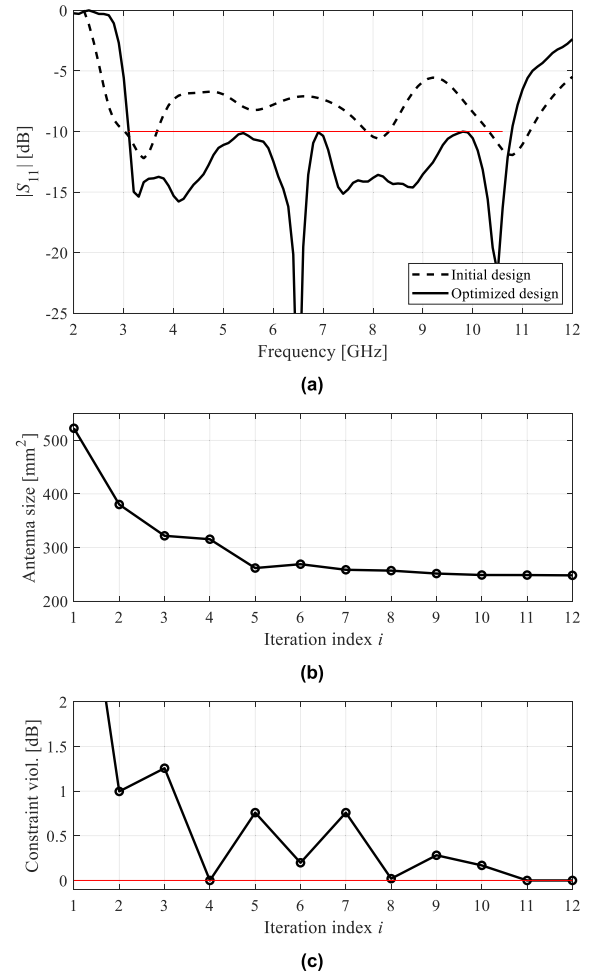 0
-5
-10
-15
-20
-25
|S11| [dB]
Initial design
Optimized design
2 3 4 5 6 7 8 9 10 11 12
Frequency [GHz]
(a)
500
400
300
200
Antenna size [mm2]
1 2 3 4 5 6 7 8 9 10 11 12
Iteration index i
(b)
2
1.5
1
0.5
0
Constraint viol. [dB]
1 2 3 4 5 6 7 8 9 10 11 12
Iteration index i
(c)